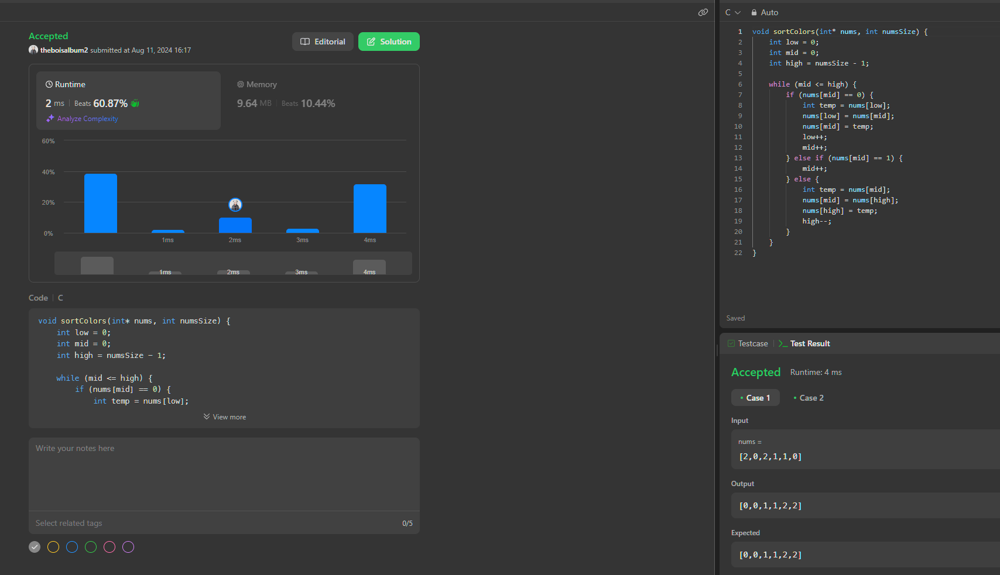 Accepted
theboisalbum2 submitted at Aug 11, 2024 16:17
Editorial
Solution
Runtime
2 ms | Beats 60.87%
Analyze Complexity
Memory
9.64 MB | Beats 10.44%
60%
40%
20%
0%
1ms 2ms 3ms 4ms
1ms 2ms 3ms 4ms
Code | C
void sortColors(int* nums, int numsSize) {
    int low = 0;
    int mid = 0;
    int high = numsSize - 1;
    while (mid <= high) {
        if (nums[mid] == 0) {
            int temp = nums[low];
View more
Write your notes here
Select related tags 0/5
C Auto
1 void sortColors(int* nums, int numsSize) {
2     int low = 0;
3     int mid = 0;
4     int high = numsSize - 1;
5
6     while (mid <= high) {
7         if (nums[mid] == 0) {
8             int temp = nums[low];
9             nums[low] = nums[mid];
10             nums[mid] = temp;
11             low++;
12             mid++;
13         } else if (nums[mid] == 1) {
14             mid++;
15         } else {
16             int temp = nums[mid];
17             nums[mid] = nums[high];
18             nums[high] = temp;
19             high--;
20         }
21     }
22 }
Saved
Testcase | Test Result
Accepted Runtime: 4 ms
• Case 1 • Case 2
Input
nums =
[2,0,2,1,1,0]
Output
[0,0,1,1,2,2]
Expected
[0,0,1,1,2,2]